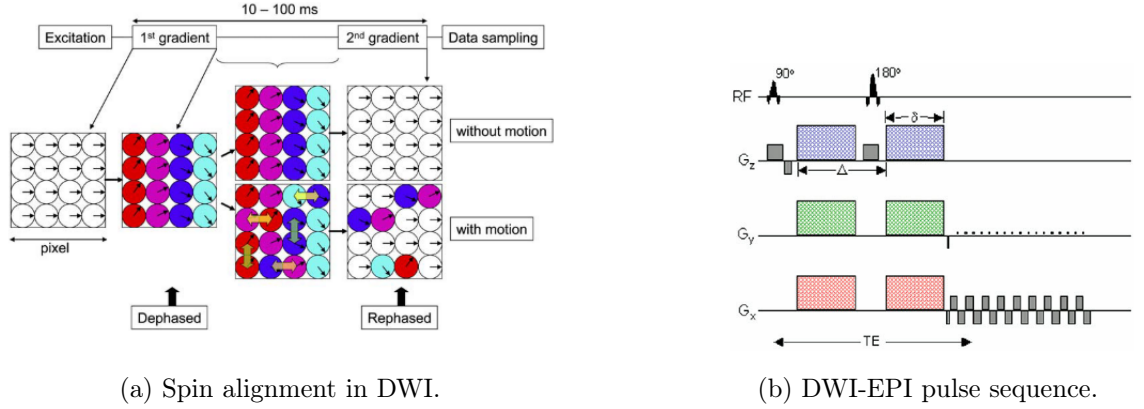 10 – 100 ms
Excitation
1st gradient
2nd gradient
Data sampling
without motion
with motion
pixel
Dephased
Rephased
(a) Spin alignment in DWI.
90°
180°
RF
δ
Gz
Δ
Gy
Gx
TE
(b) DWI-EPI pulse sequence.